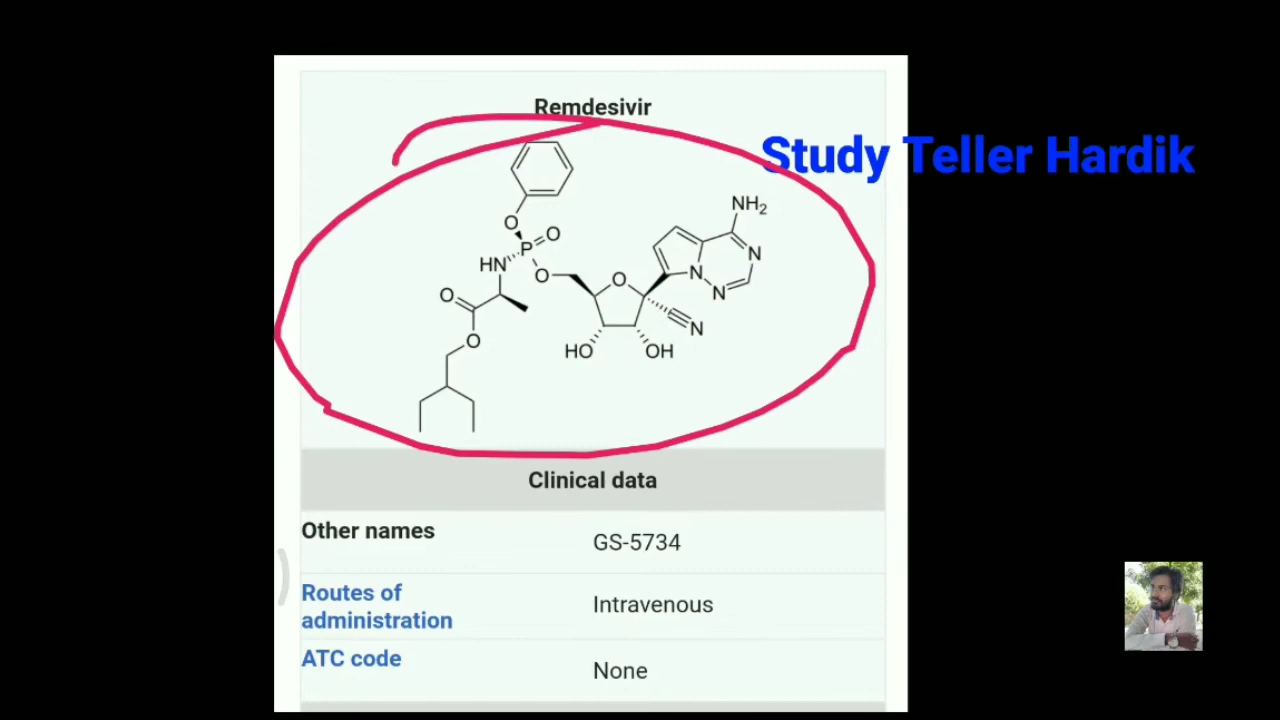 Remdesivir
Study Teller Hardik
NH2
O
O
P
N
HN
O
O
N
N
O
N
O
HO
OH
Clinical data
Other names
GS-5734
Routes of
administration
Intravenous
ATC code
None